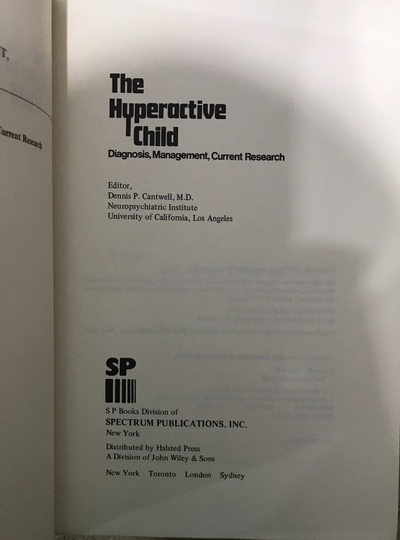 T,
Current Research
The
Hyperactive
Child
Diagnosis, Management, Current Research
Editor,
Dennis P. Cantwell, M.D.
Neuropsychiatric Institute
University of California, Los Angeles
SP
S P Books Division of
SPECTRUM PUBLICATIONS, INC.
New York
Distributed by Halsted Press
A Division of John Wiley & Sons
New York Toronto London Sydney